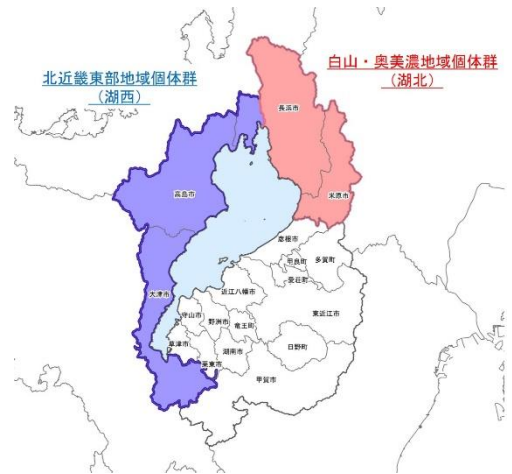 北近畿東部地域個体群
（湖西）
白山・奥美濃地域個体群
（湖北）
長浜市
高島市
米原市
彦根市
甲良町
多賀町
愛荘町
大津市
近江八幡市
東近江市
守山市
野洲市
竜王町
草津市
栗東市
湖南市
日野町
甲賀市